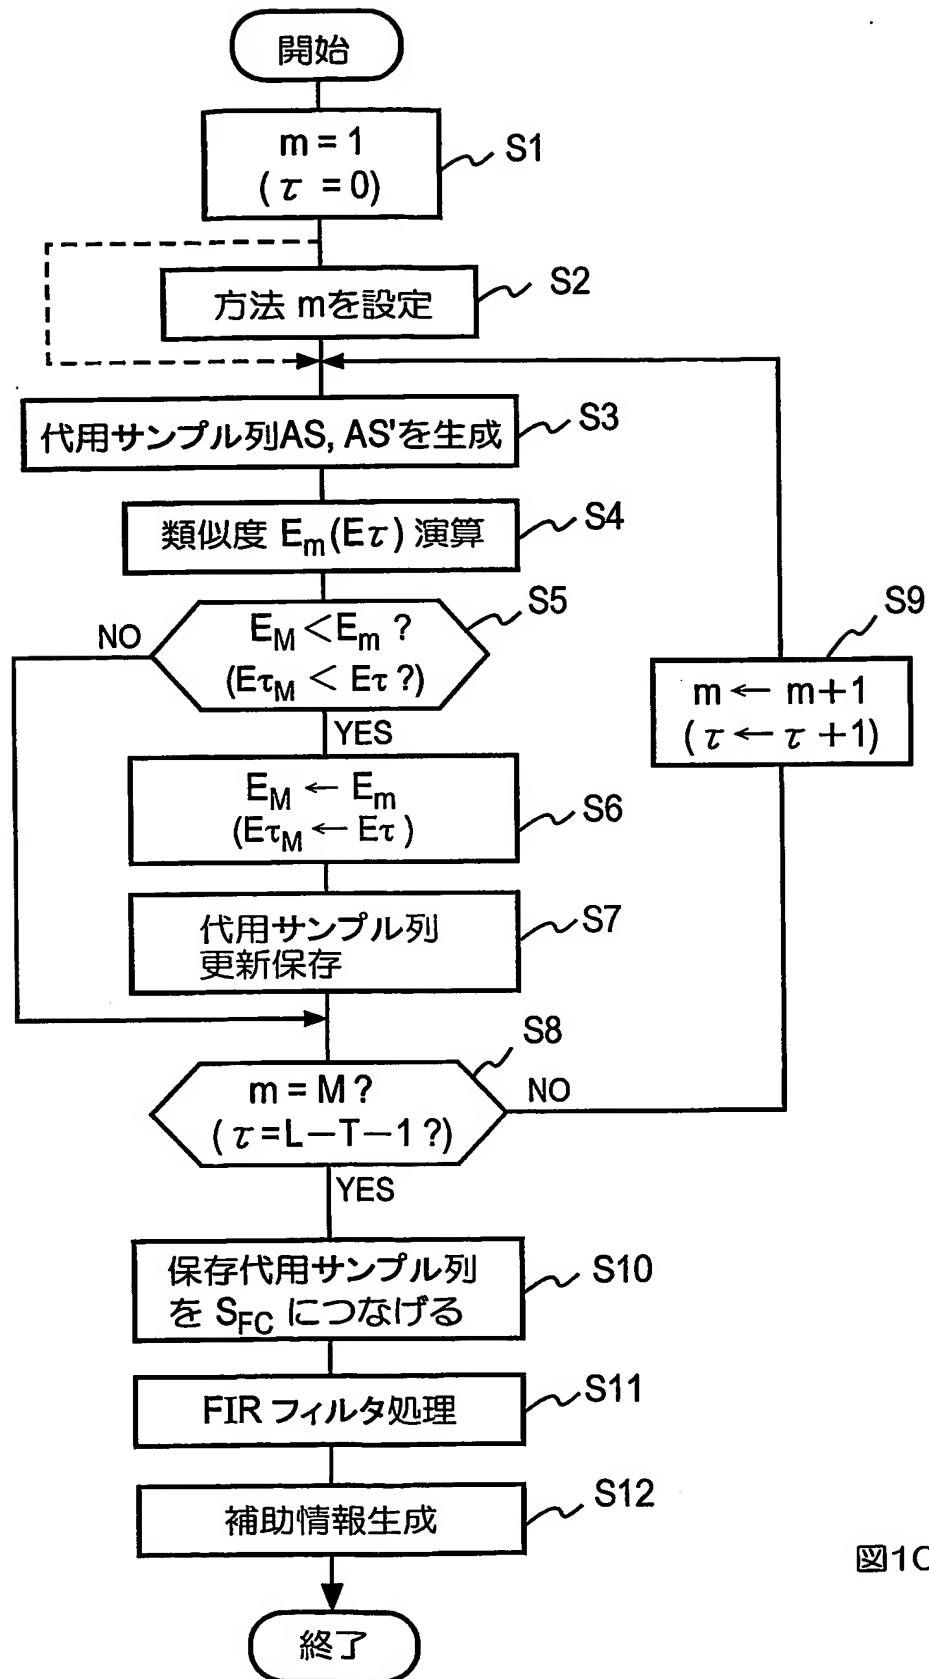 開始
m = 1
( τ = 0)
S1
方法 mを設定
S2
代用サンプル列AS, AS'を生成
S3
類似度 Em(Eτ) 演算
S4
EM < Em ?
(EτM < Eτ ?)
S5
NO
YES
EM ← Em
(EτM ← Eτ )
S6
代用サンプル列
更新保存
S7
m = M ?
( τ =L−T−1 ?)
S8
NO
YES
m ← m+1
( τ ← τ +1)
S9
保存代用サンプル列
を SFC につなげる
S10
FIR フィルタ処理
S11
補助情報生成
S12
終了